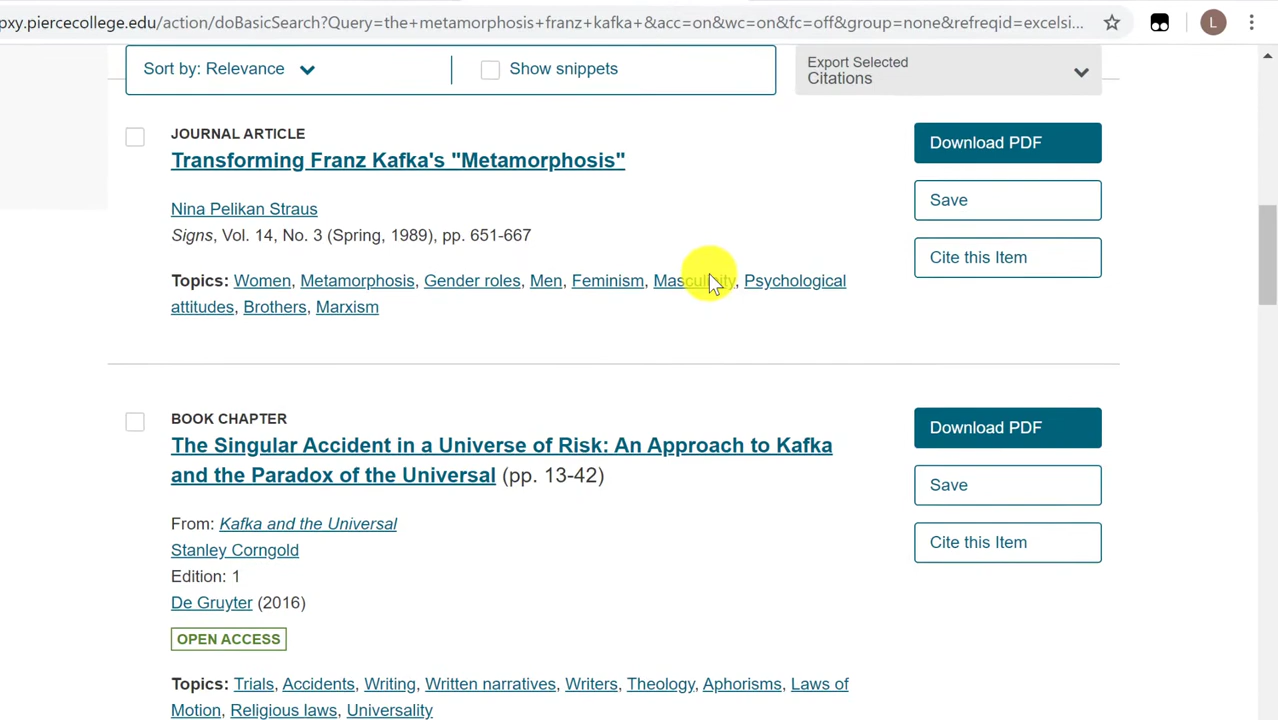 pxy.piercecollege.edu/action/doBasicSearch?Query=the+metamorphosis+franz+kafka+&acc=on&wc=on&fc=off&group=none&refreqid=excelsi...
L
Sort by: Relevance
Show snippets
Export Selected
Citations
JOURNAL ARTICLE
Transforming Franz Kafka's "Metamorphosis"
Download PDF
Save
Nina Pelikan Straus
Signs, Vol. 14, No. 3 (Spring, 1989), pp. 651-667
Cite this Item
Topics: Women, Metamorphosis, Gender roles, Men, Feminism, Masculinity, Psychological
attitudes, Brothers, Marxism
BOOK CHAPTER
The Singular Accident in a Universe of Risk: An Approach to Kafka
and the Paradox of the Universal (pp. 13-42)
Download PDF
Save
From: Kafka and the Universal
Stanley Corngold
Cite this Item
Edition: 1
De Gruyter (2016)
OPEN ACCESS
Topics: Trials, Accidents, Writing, Written narratives, Writers, Theology, Aphorisms, Laws of
Motion, Religious laws, Universality